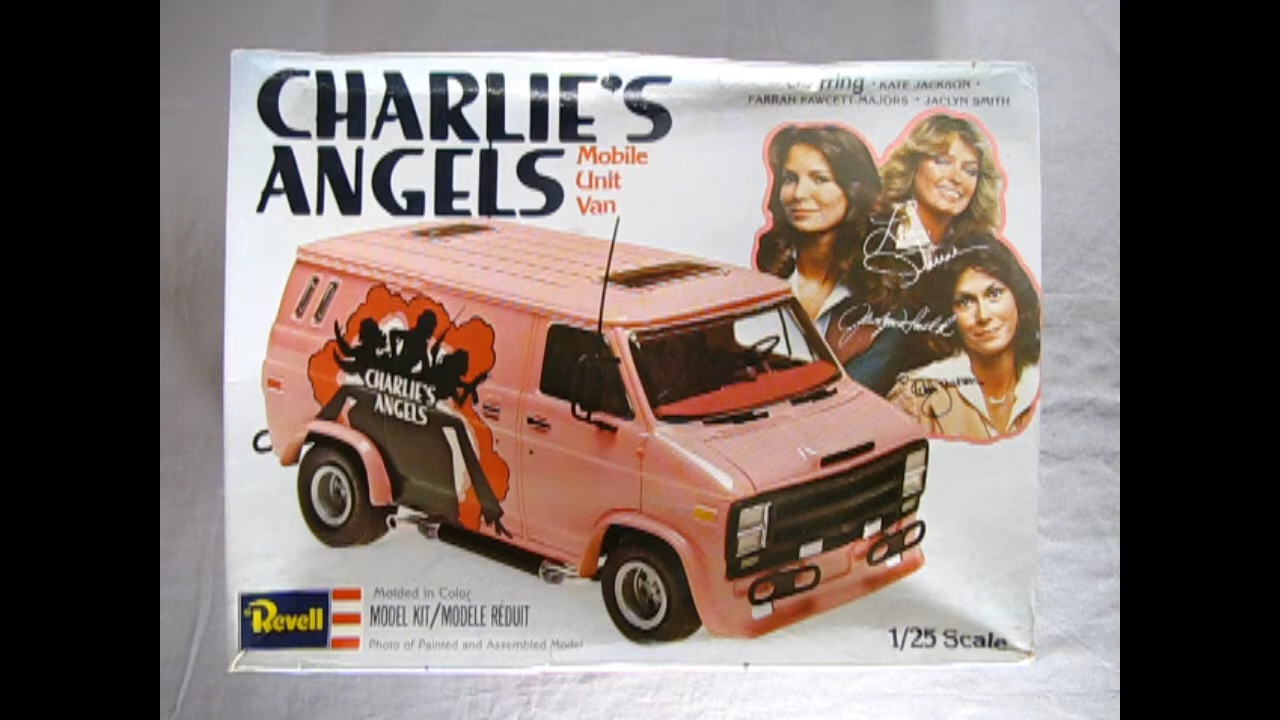 CHARLIE'S
ANGELS
Mobile
Unit
Van
rring • KATE JACKSON •
FARRAH FAWCETT-MAJORS • JACLYN SMITH
CHARLIE'S
ANGELS
Revell
Molded in Color
MODEL KIT/MODELE RÉDUIT
Photo of Painted and Assembled Model
1/25 Scale